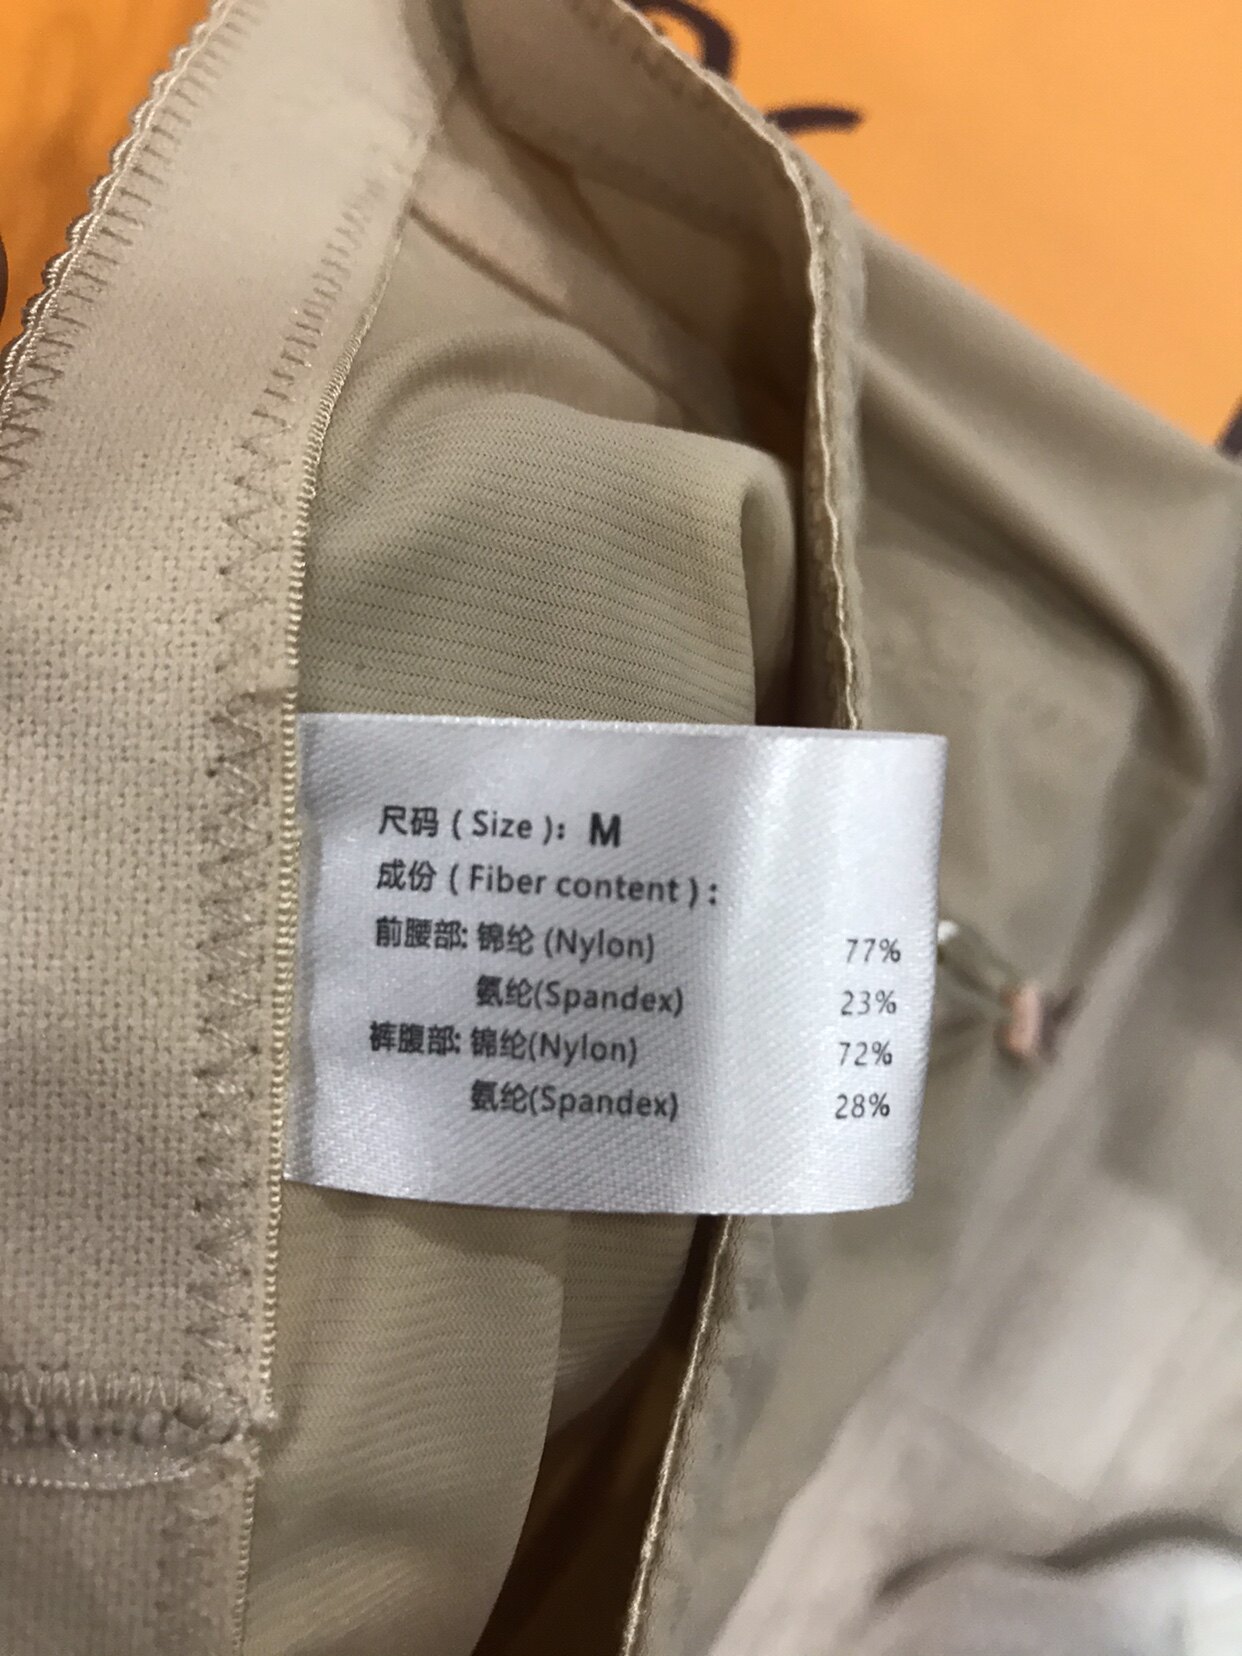 尺码 ( Size ): M
成份 ( Fiber content ) :
前腰部: 锦纶 (Nylon) 77%
氨纶(Spandex) 23%
裤腹部: 锦纶(Nylon) 72%
氨纶(Spandex) 28%